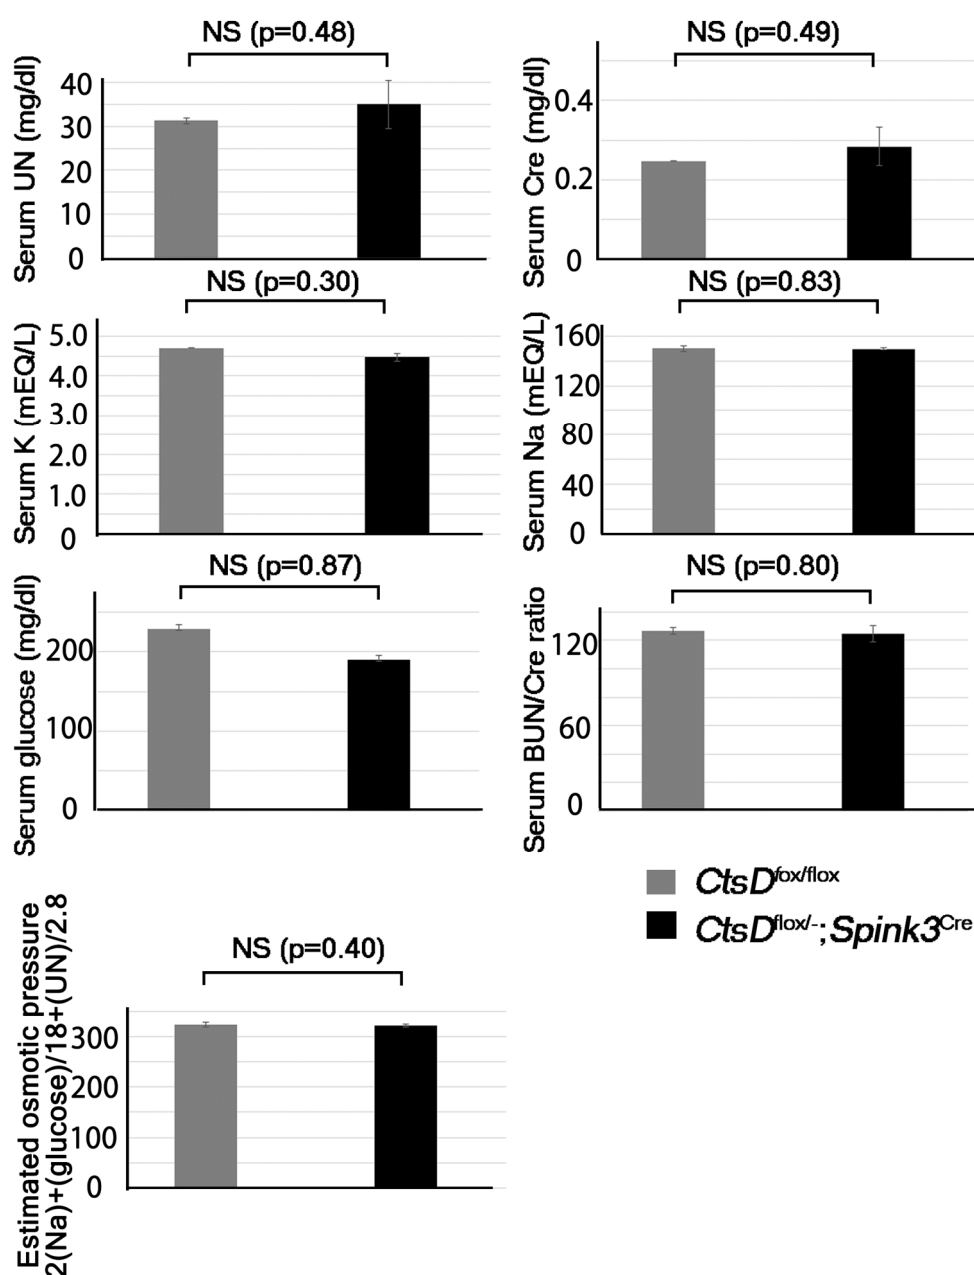 NS (p=0.48)
Serum UN (mg/dl)
40
30
20
10
0
NS (p=0.49)
Serum Cre (mg/dl)
0.4
0.2
0
NS (p=0.30)
Serum K (mEQ/L)
5.0
4.0
3.0
2.0
1.0
0
NS (p=0.83)
Serum Na (mEQ/L)
160
120
80
40
0
NS (p=0.87)
Serum glucose (mg/dl)
200
100
0
NS (p=0.80)
Serum BUN/Cre ratio
120
60
0
CtsDfox/flox
CtsDflox/-;Spink3Cre
NS (p=0.40)
Estimated osmotic pressure
2(Na)+(glucose)/18+(UN)/2.8
300
200
100
0